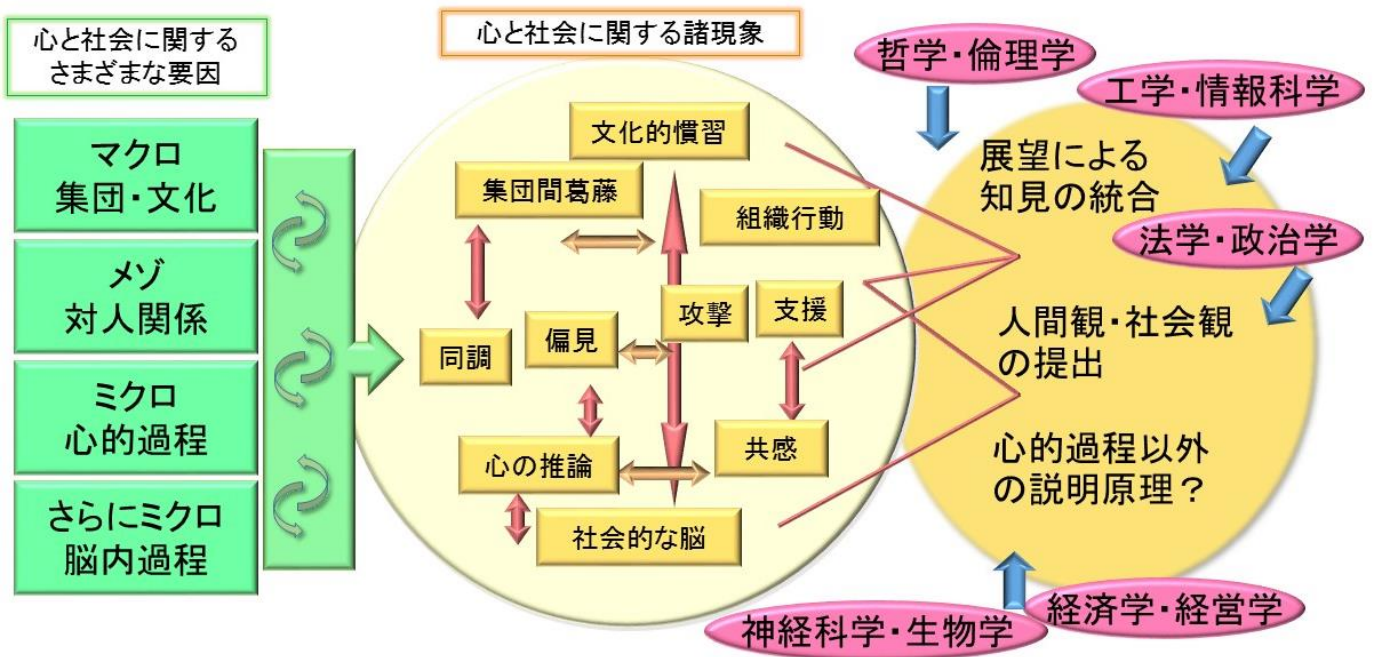 心と社会に関する
さまざまな要因
マクロ
集団・文化
メゾ
対人関係
ミクロ
心的過程
さらにミクロ
脳内過程
心と社会に関する諸現象
文化的慣習
集団間葛藤
組織行動
攻撃
支援
偏見
同調
心の推論
共感
社会的な脳
哲学・倫理学
工学・情報科学
展望による
知見の統合
法学・政治学
人間観・社会観
の提出
心的過程以外
の説明原理？
経済学・経営学
神経科学・生物学